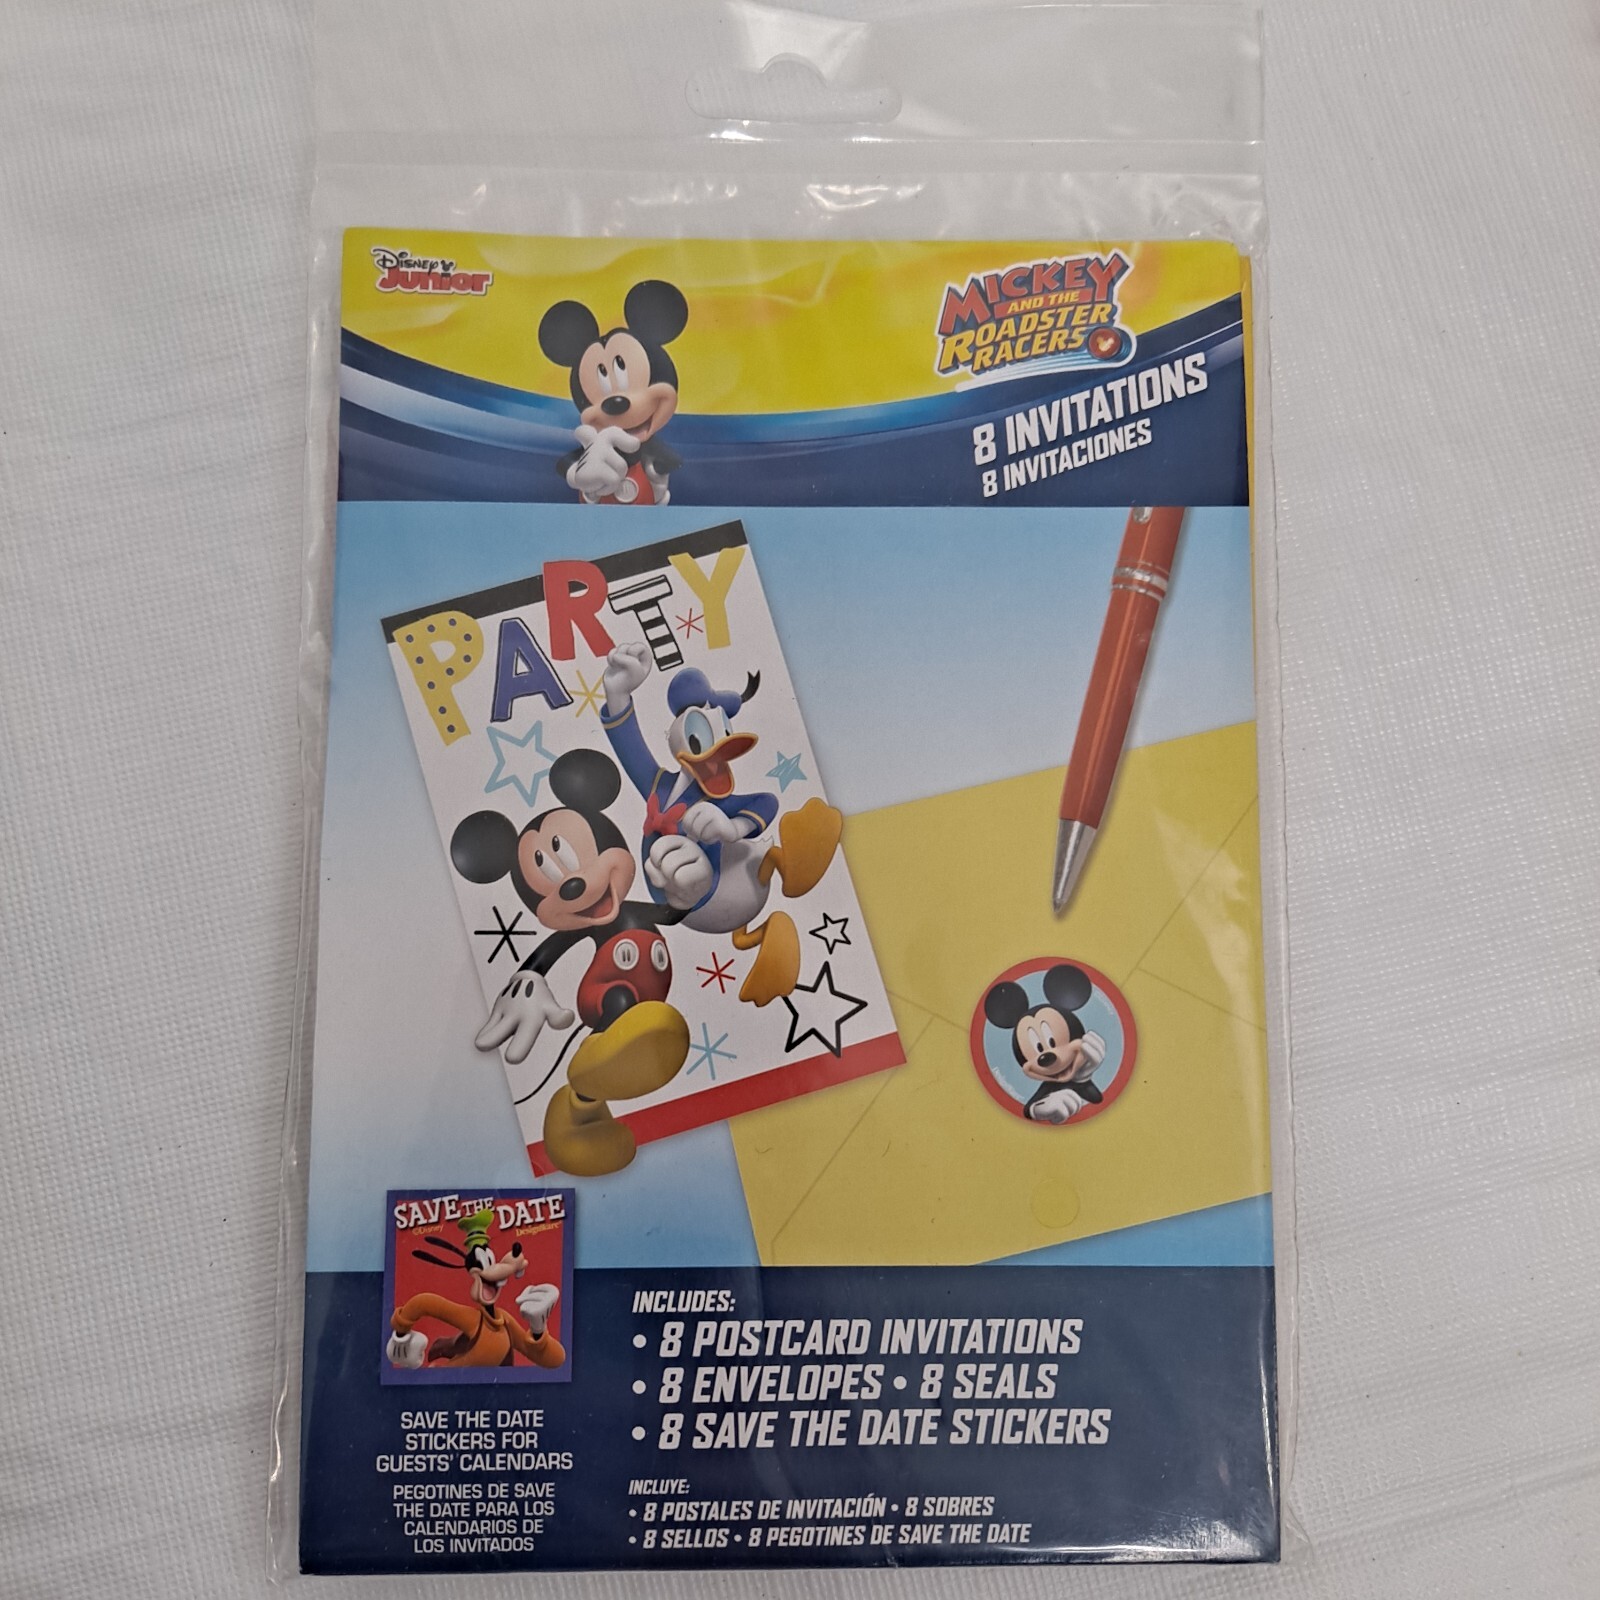 Disney
Junior
MICKEY
AND THE
ROADSTER
RACERS
8 INVITATIONS
8 INVITACIONES
PARTY
SAVE THE DATE
©Disney
SAVE THE DATE
STICKERS FOR
GUESTS' CALENDARS
PEGOTINES DE SAVE
THE DATE PARA LOS
CALENDARIOS DE
LOS INVITADOS
INCLUDES:
• 8 POSTCARD INVITATIONS
• 8 ENVELOPES • 8 SEALS
• 8 SAVE THE DATE STICKERS
INCLUYE:
• 8 POSTALES DE INVITACIÓN • 8 SOBRES
• 8 SELLOS • 8 PEGOTINES DE SAVE THE DATE